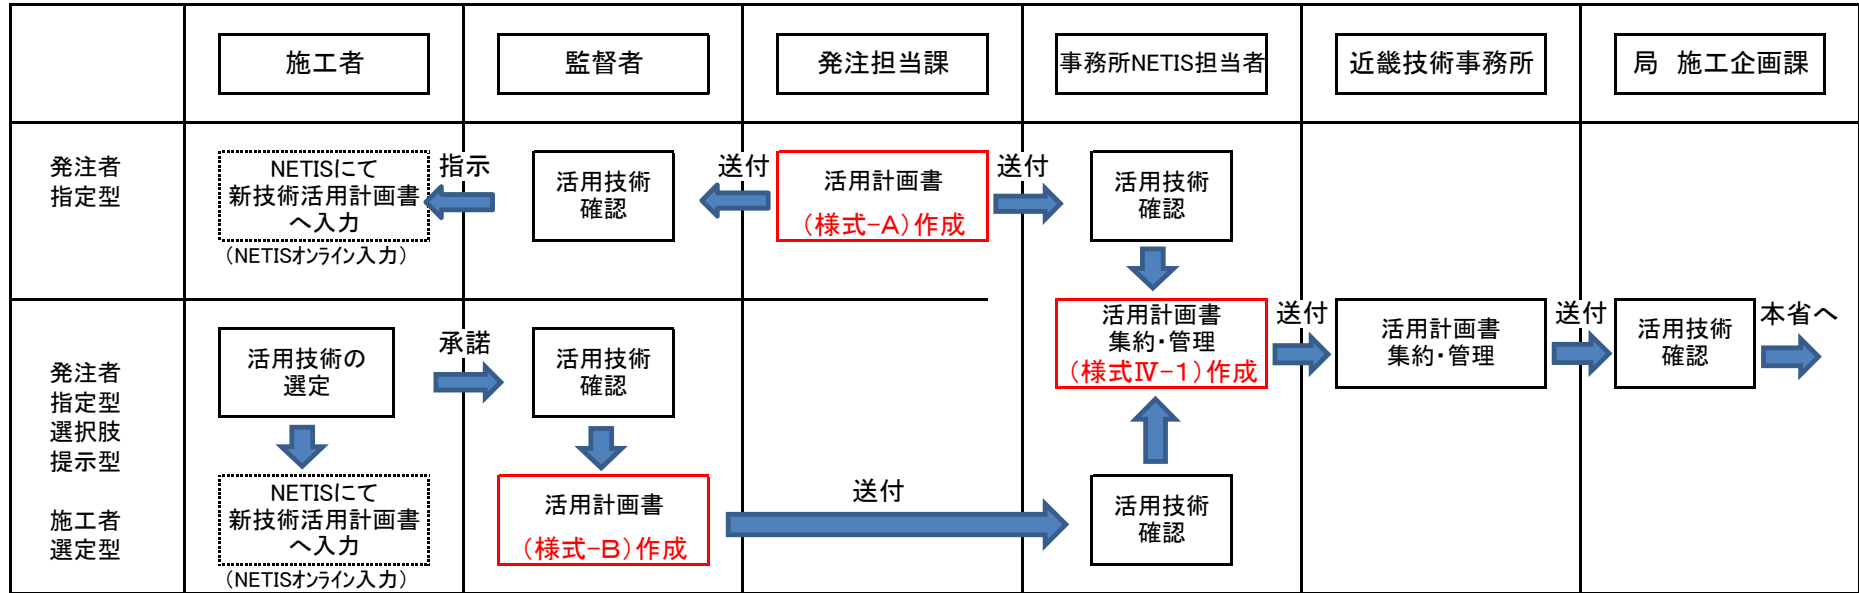 施工者
監督者
発注担当課
事務所NETIS担当者
近畿技術事務所
局　施工企画課
発注者
指定型
NETISにて
新技術活用計画書
へ入力
（NETISオンライン入力）
指示
活用技術
確認
送付
活用計画書
（様式-A）作成
送付
活用技術
確認
発注者
指定型
選択肢
提示型
施工者
選定型
活用技術の
選定
承諾
活用技術
確認
活用計画書
集約・管理
（様式Ⅳ-1）作成
送付
活用計画書
集約・管理
送付
活用技術
確認
本省へ
NETISにて
新技術活用計画書
へ入力
（NETISオンライン入力）
活用計画書
（様式-B）作成
送付
活用技術
確認